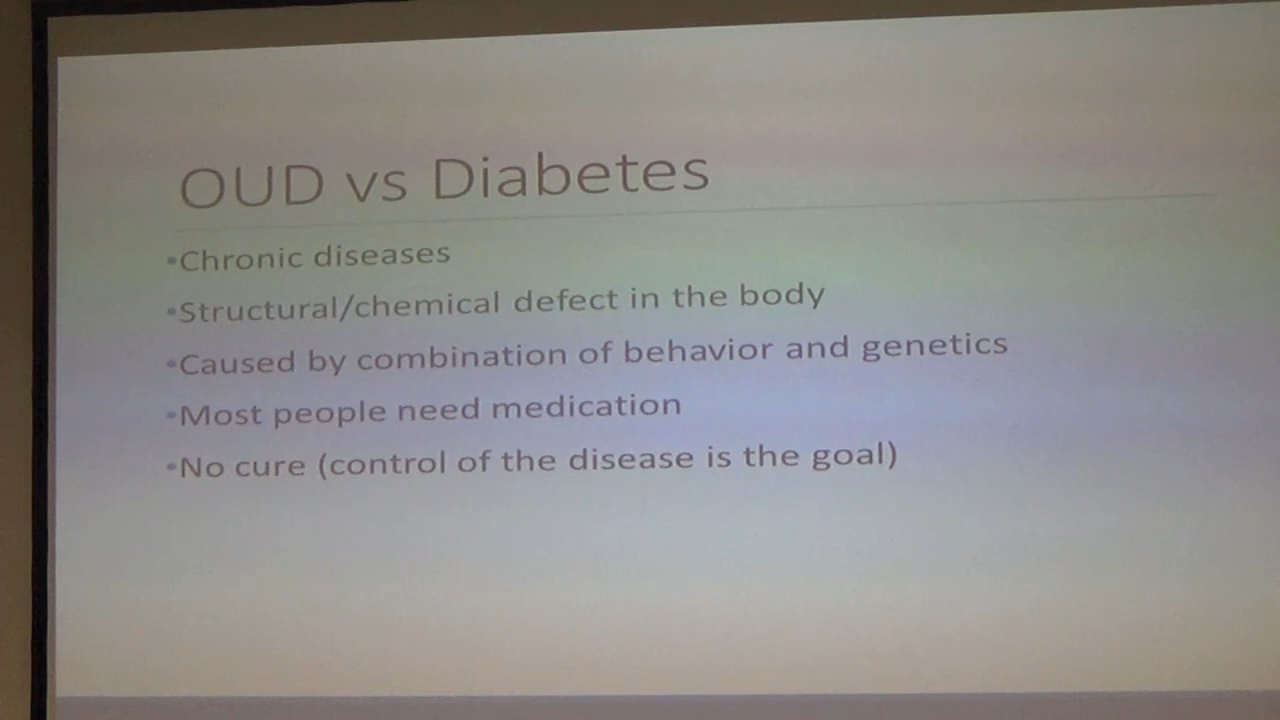 OUD vs Diabetes
•Chronic diseases
•Structural/chemical defect in the body
•Caused by combination of behavior and genetics
•Most people need medication
•No cure (control of the disease is the goal)